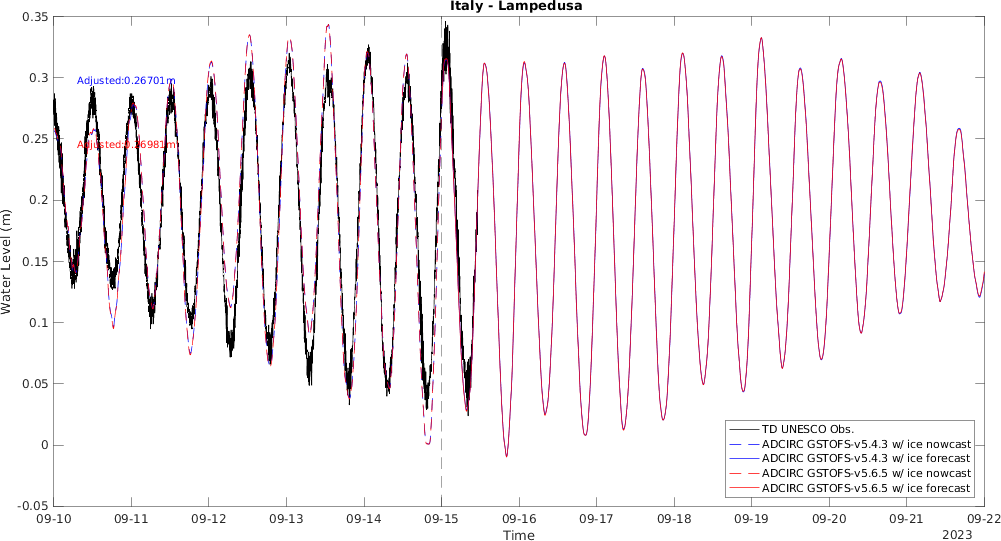 Italy - Lampedusa
0.35
0.3
0.25
0.2
0.15
0.1
0.05
0
-0.05
Water Level (m)
Adjusted:0.26701m
Adjusted:0.26981m
TD UNESCO Obs.
ADCIRC GSTOFS-v5.4.3 w/ ice nowcast
ADCIRC GSTOFS-v5.4.3 w/ ice forecast
ADCIRC GSTOFS-v5.6.5 w/ ice nowcast
ADCIRC GSTOFS-v5.6.5 w/ ice forecast
09-10 09-11 09-12 09-13 09-14 09-15 09-16 09-17 09-18 09-19 09-20 09-21 09-22
Time
2023